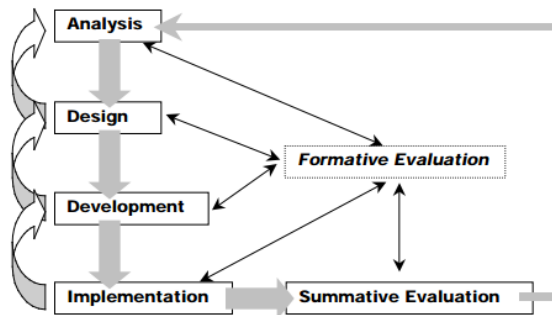 Analysis
Design
Formative Evaluation
Development
Implementation
Summative Evaluation